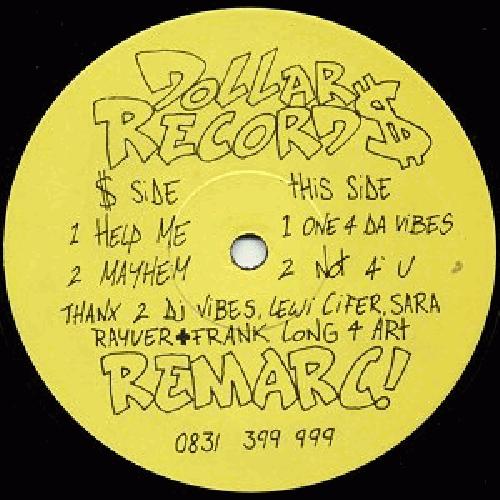 DOLLAR
RECORD$
$ SIDE
1 HELP ME
2 MAYHEM
THIS SIDE
1 ONE 4 DA VIBES
2 NOT 4 U
THANX 2 DJ VIBES, LEWI CIFER, SARA
RAYVER + FRANK LONG 4 ART
REMARC!
0831 399 999